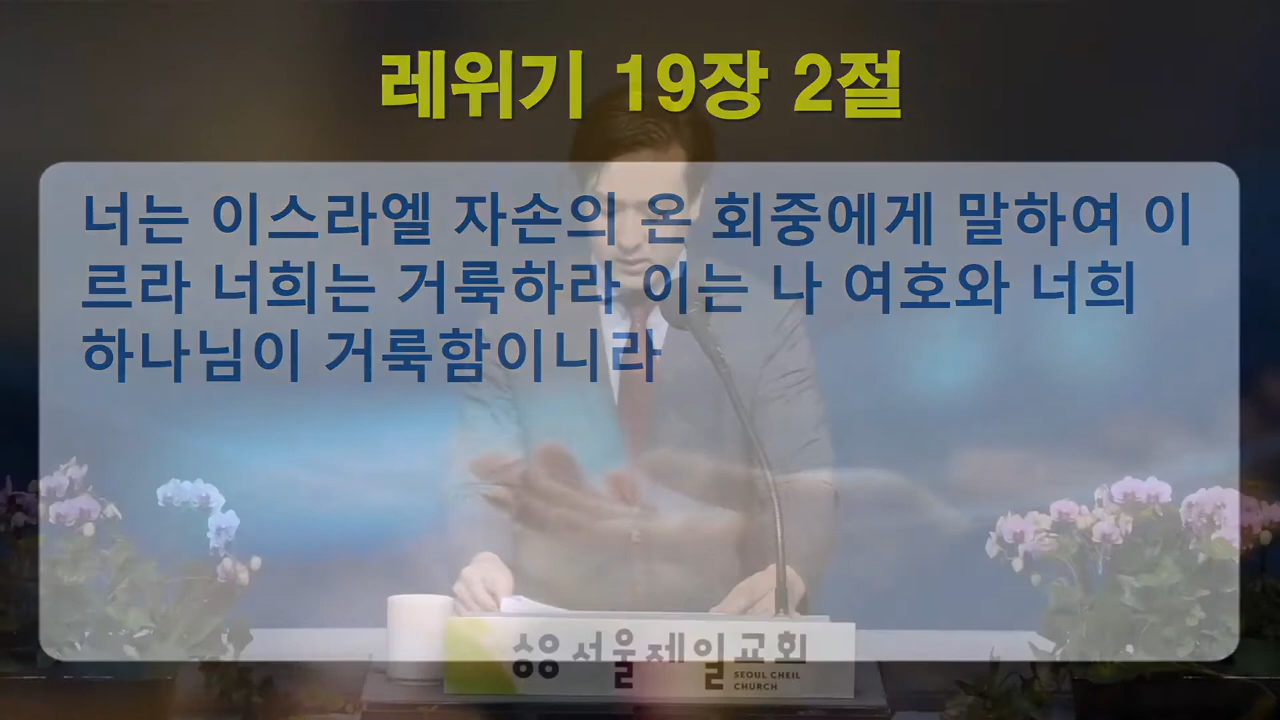 레위기 19장 2절
너는 이스라엘 자손의 온 회중에게 말하여 이
르라 너희는 거룩하라 이는 나 여호와 너희
하나님이 거룩함이니라
서울제일교회
SEOUL CHEIL
CHURCH